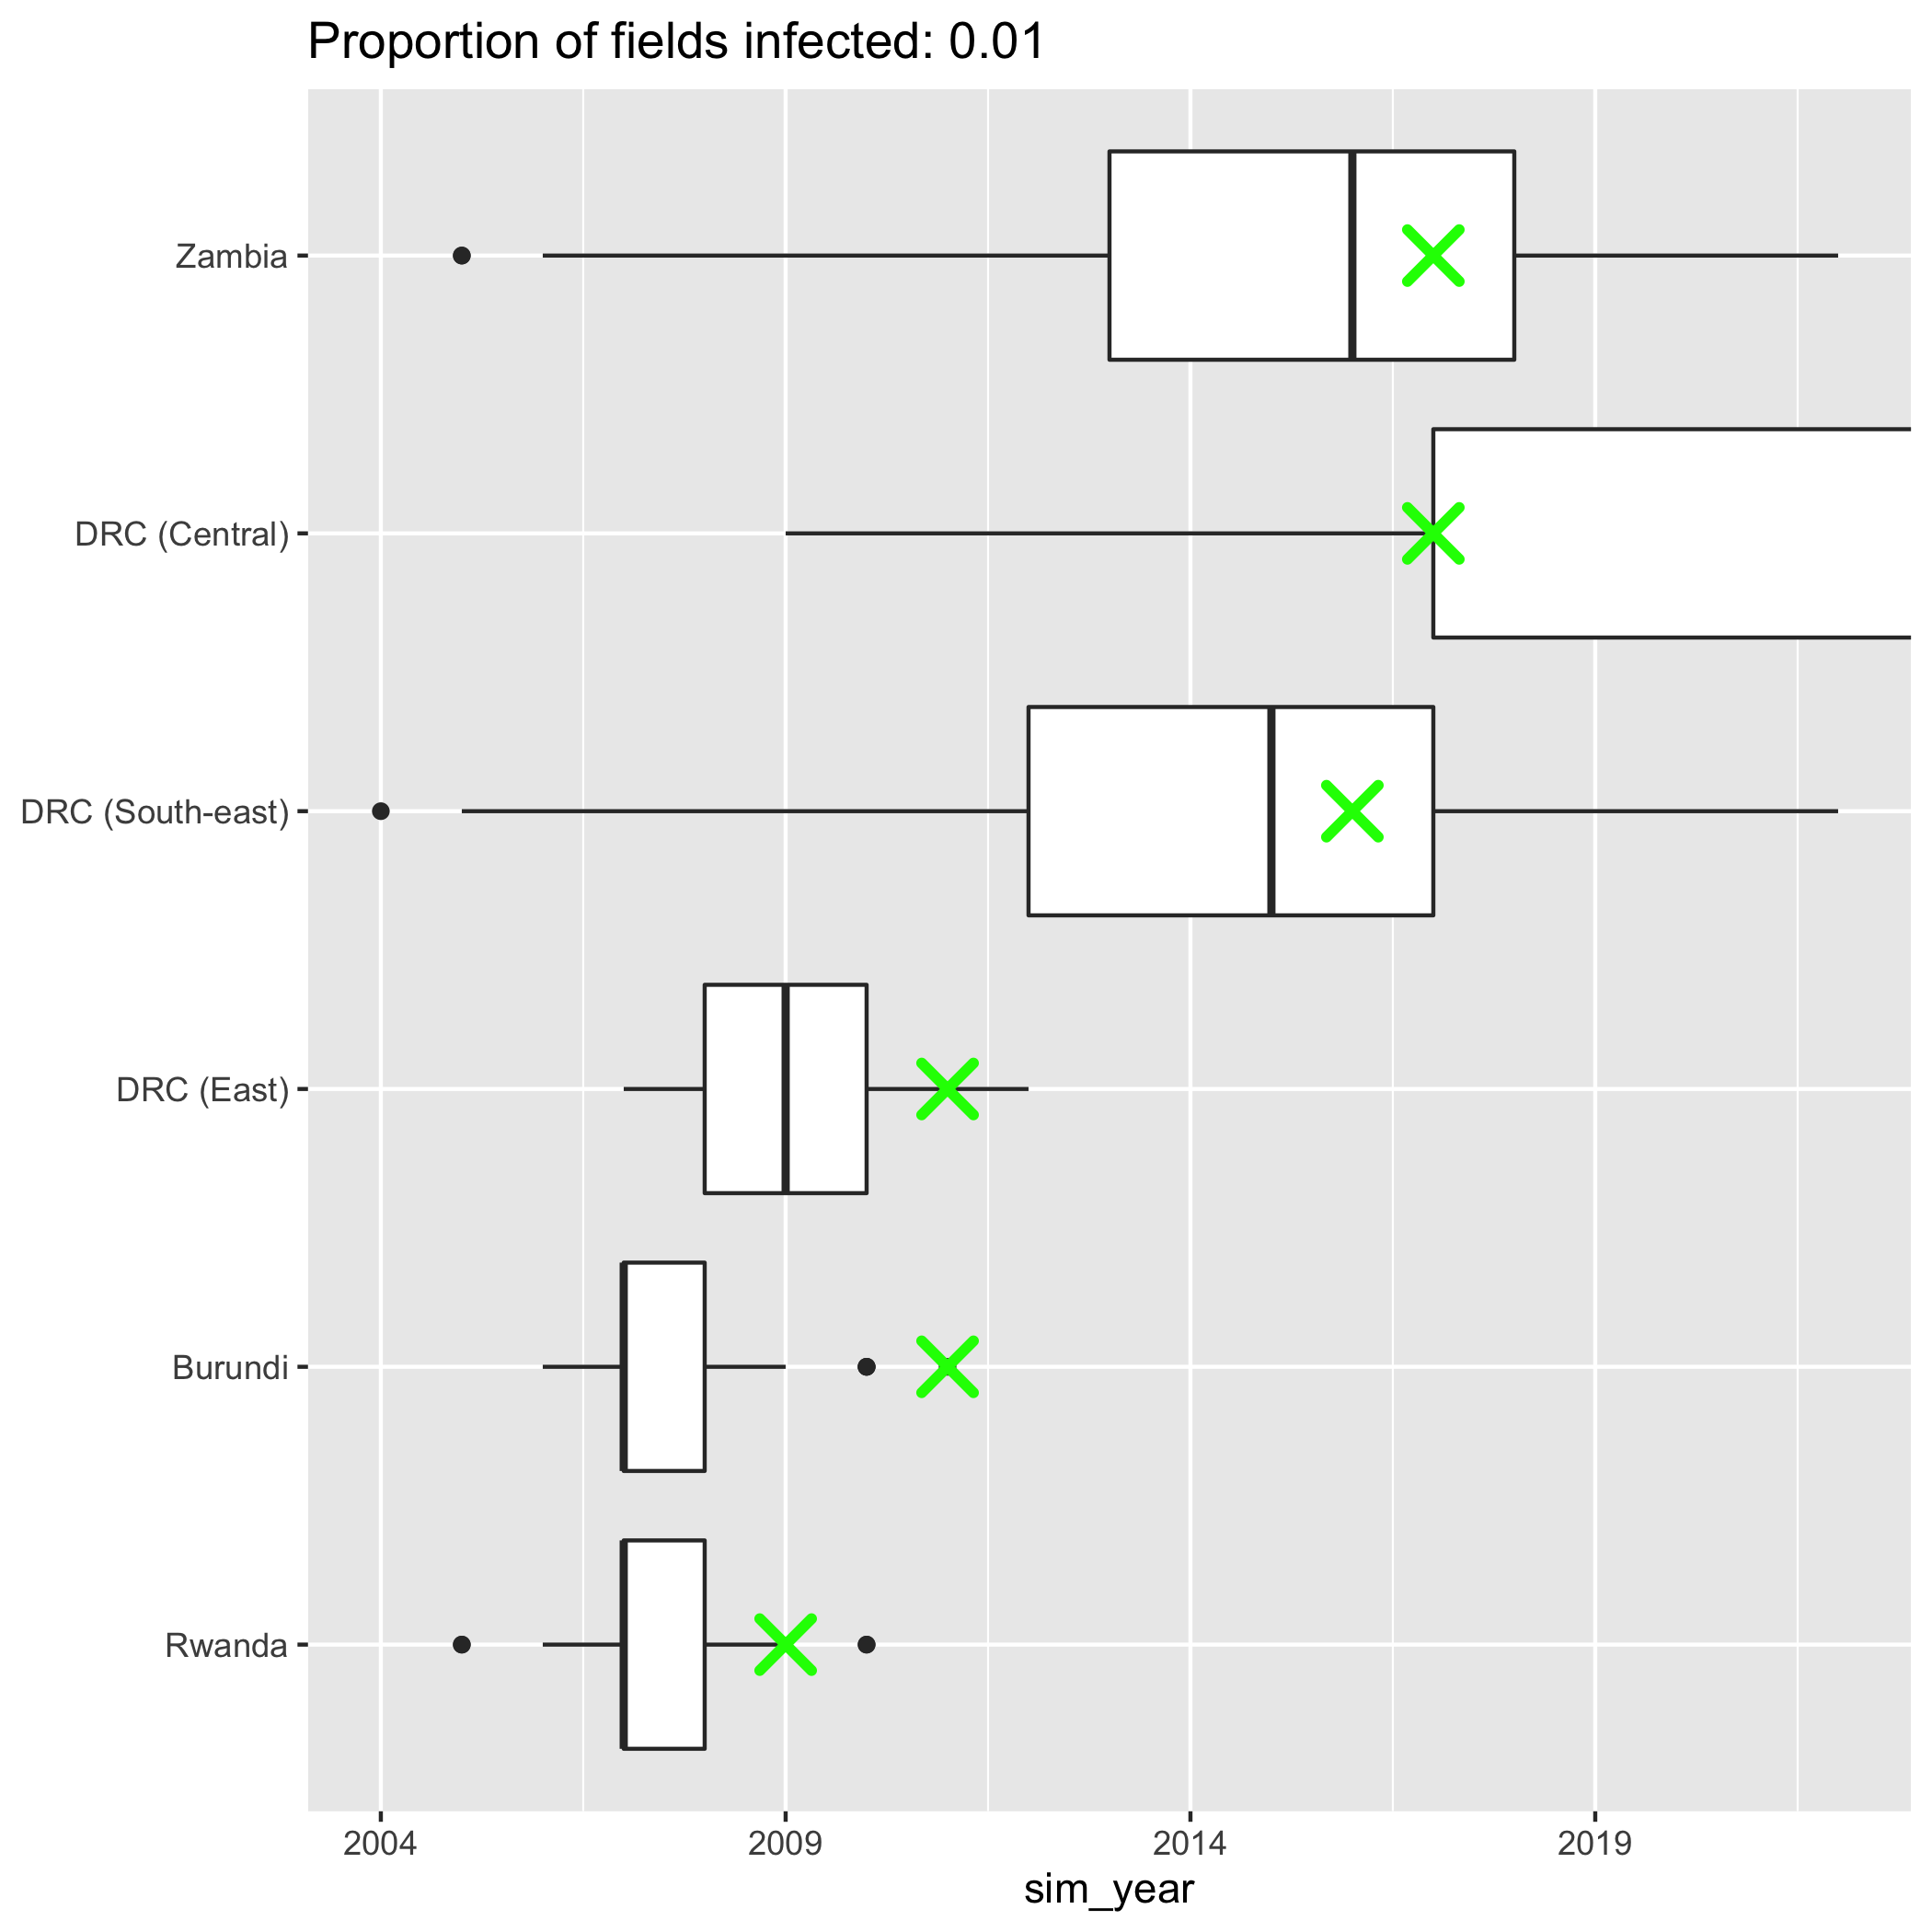 Proportion of fields infected: 0.01
Zambia
DRC (Central)
DRC (South-east)
DRC (East)
Burundi
Rwanda
2004 2009 2014 2019
sim_year